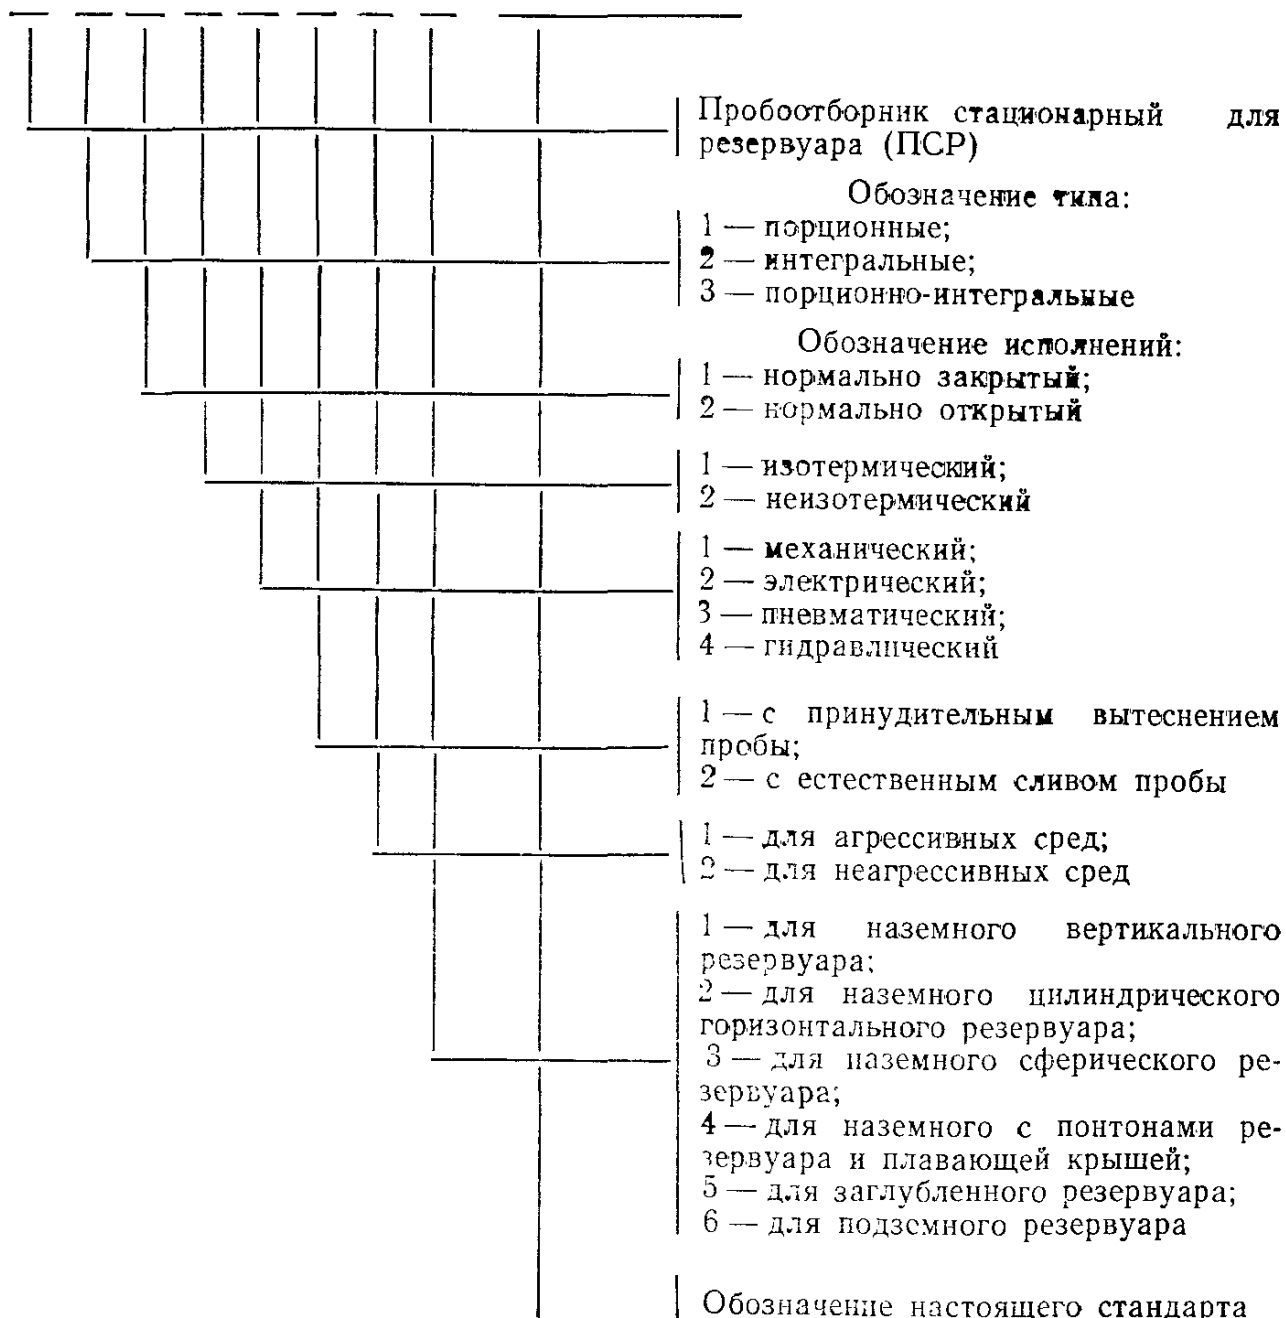 Пробоотборник стационарный для
резервуара (ПСР)
Обозначение типа:
1 — порционные;
2 — интегральные;
3 — порционно-интегральные
Обозначение исполнений:
1 — нормально закрытый;
2 — нормально открытый
1 — изотермический;
2 — неизотермический
1 — механический;
2 — электрический;
3 — пневматический;
4 — гидравлический
1 — с принудительным вытеснением
пробы;
2 — с естественным сливом пробы
1 — для агрессивных сред;
2 — для неагрессивных сред
1 — для наземного вертикального
резервуара;
2 — для наземного цилиндрического
горизонтального резервуара;
3 — для наземного сферического ре-
зервуара;
4 — для наземного с понтонами ре-
зервуара и плавающей крышей;
5 — для заглубленного резервуара;
6 — для подземного резервуара
Обозначение настоящего стандарта